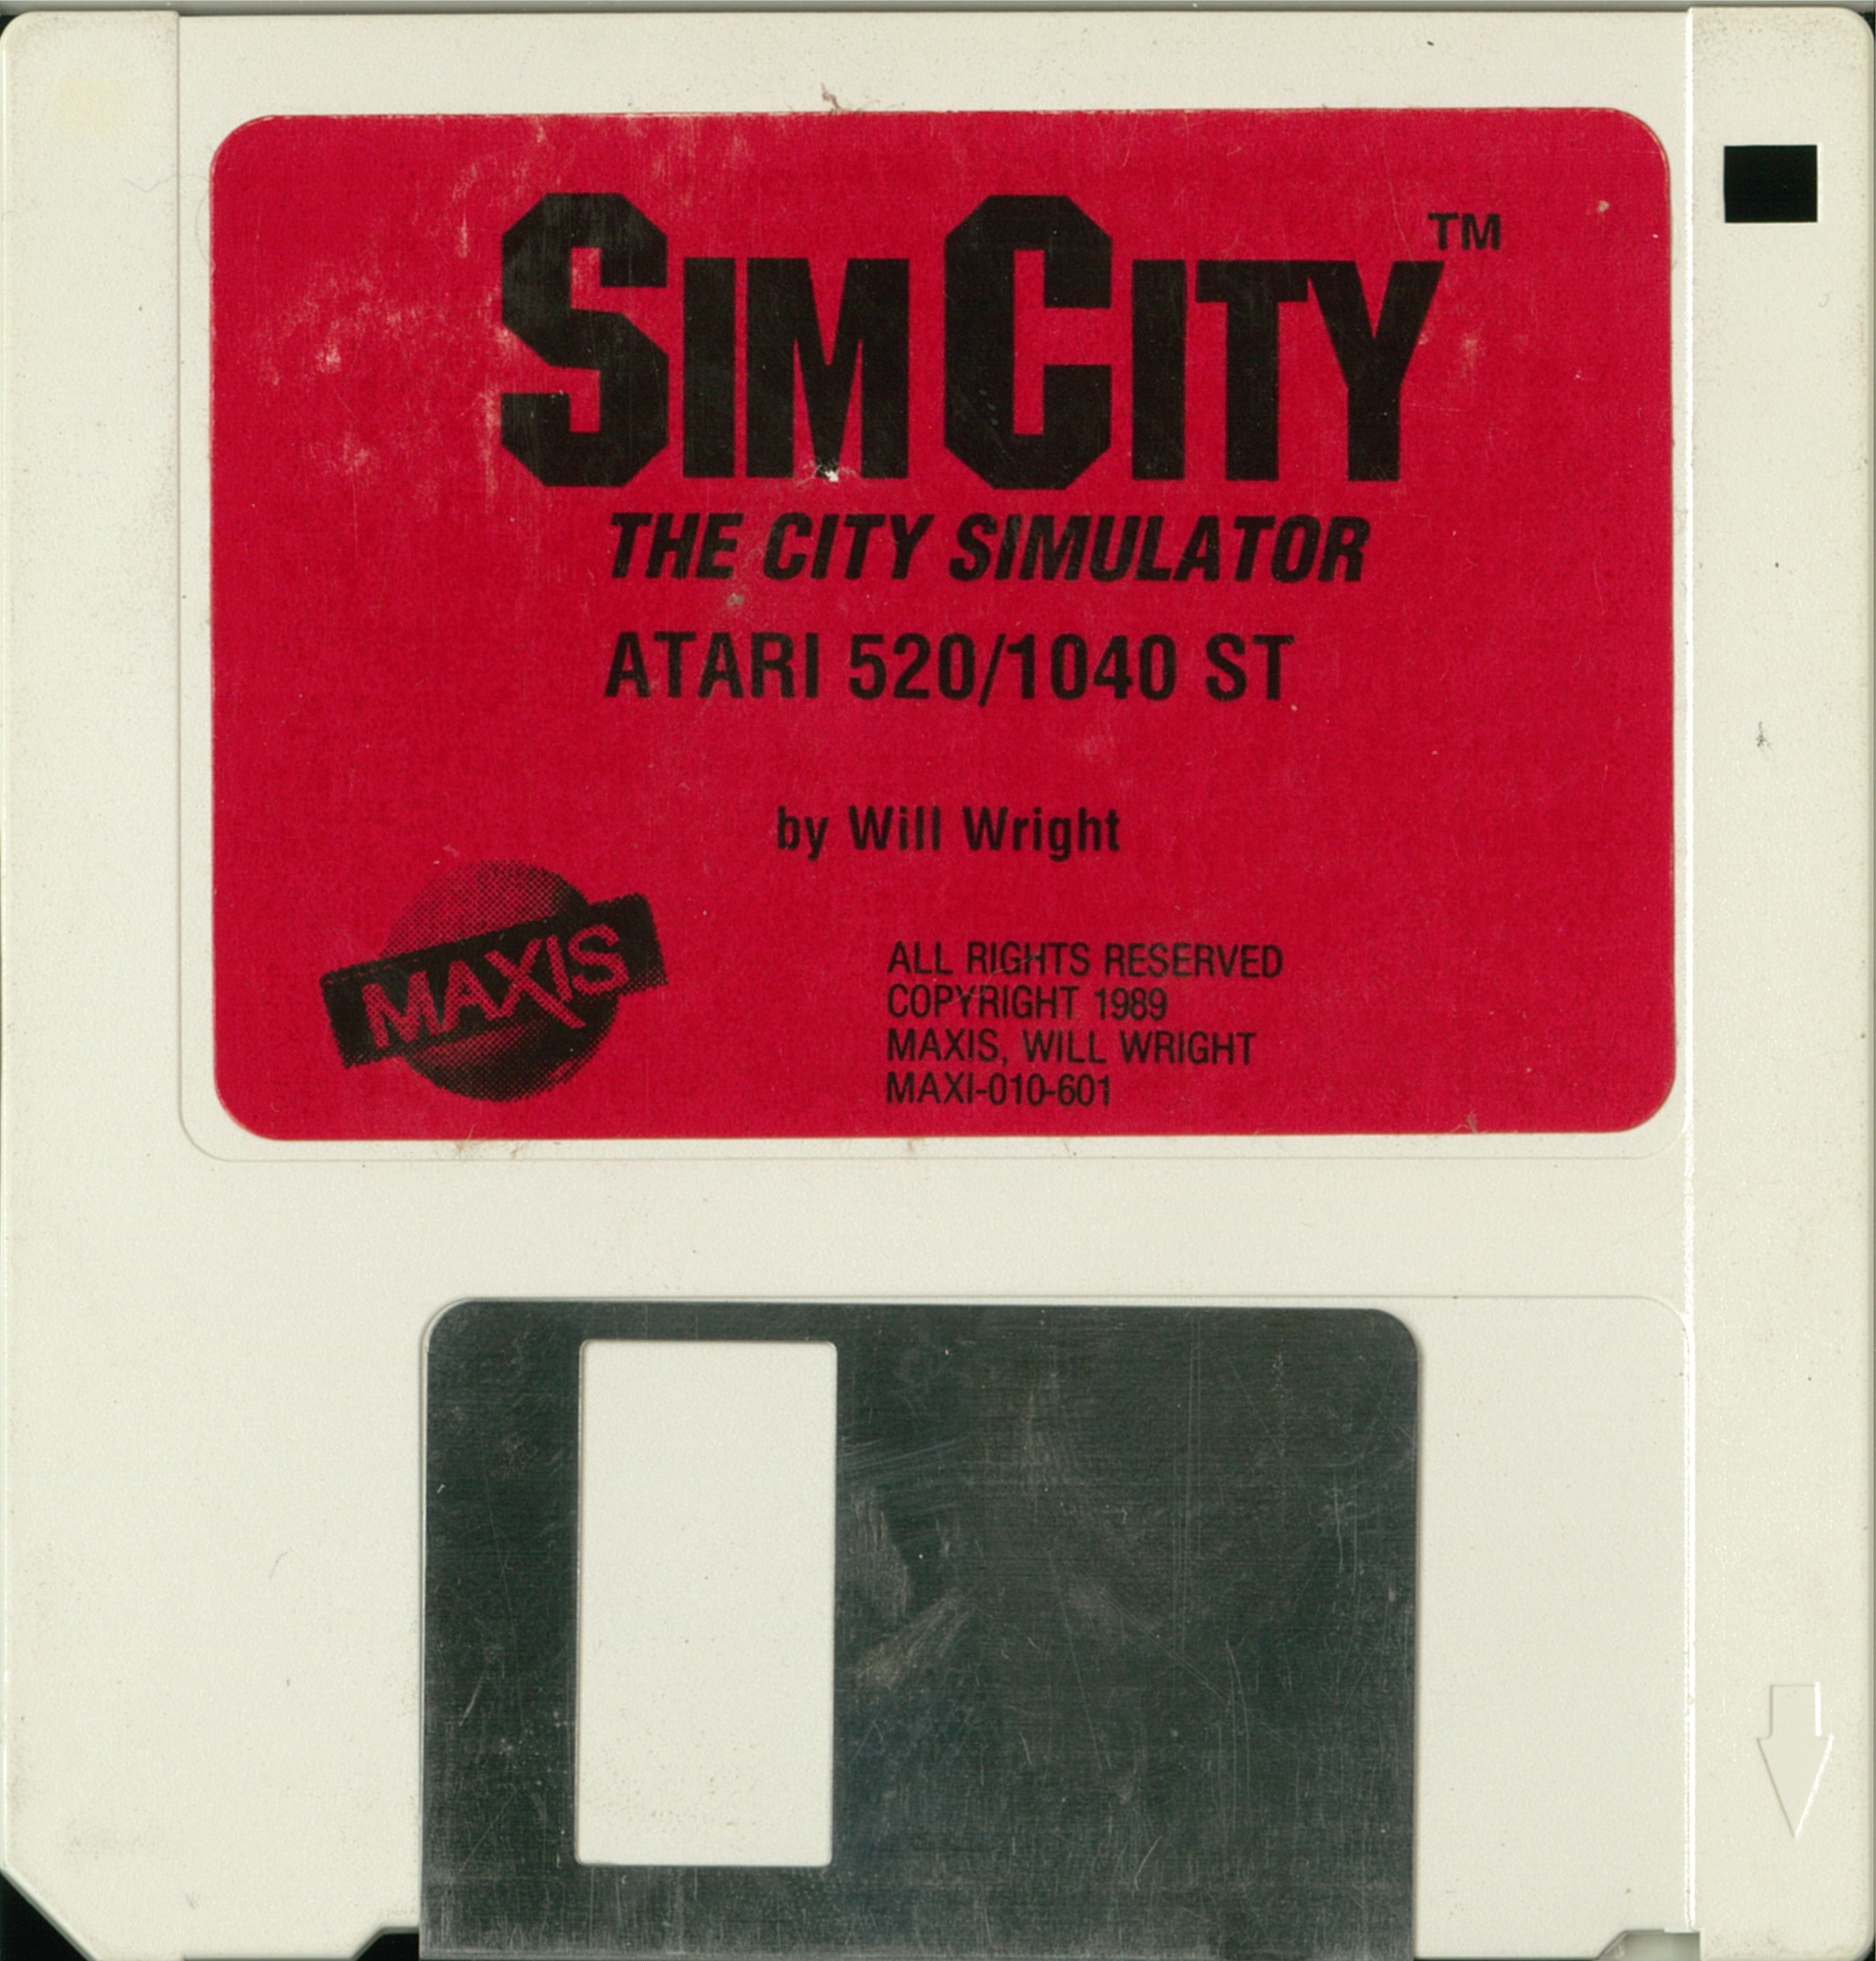 SIM CITY™
THE CITY SIMULATOR
ATARI 520/1040 ST
by Will Wright
MAXIS
ALL RIGHTS RESERVED
COPYRIGHT 1989
MAXIS, WILL WRIGHT
MAXI-010-601